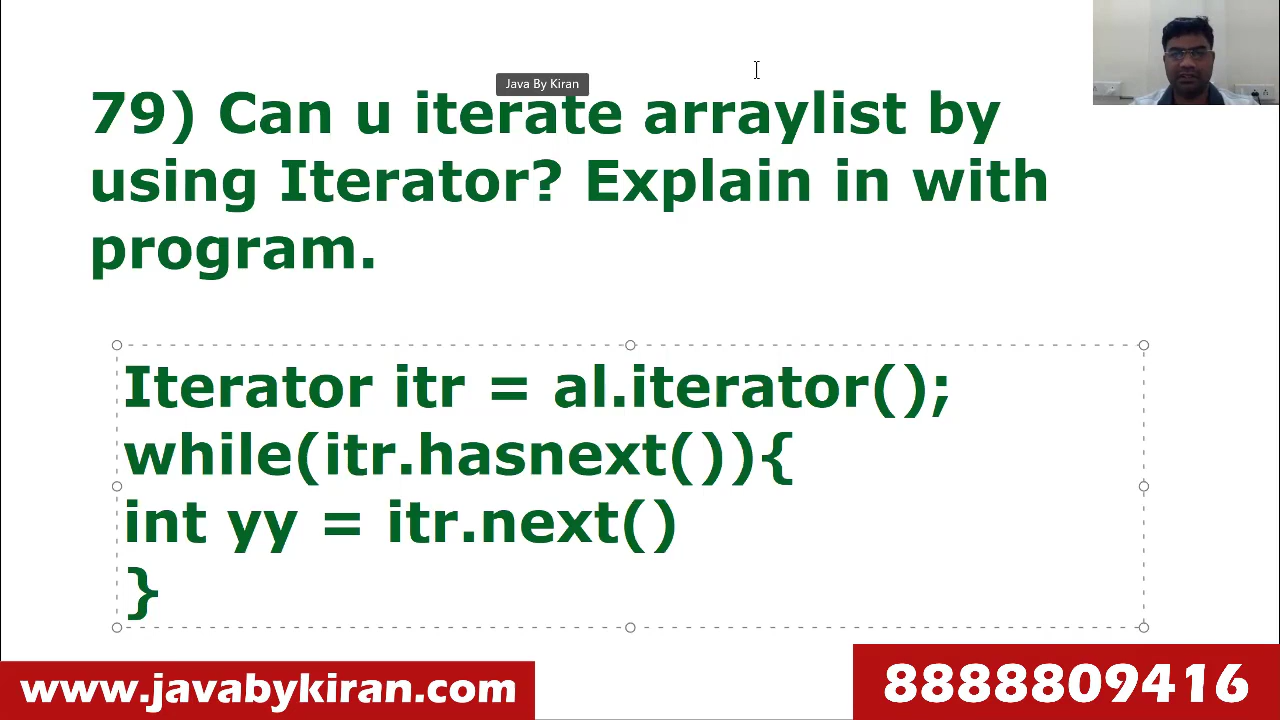 Java By Kiran
79) Can u iterate arraylist by
using Iterator? Explain in with
program.
Iterator itr = al.iterator();
while(itr.hasnext()){
int yy = itr.next()
}
www.javabykiran.com
8888809416